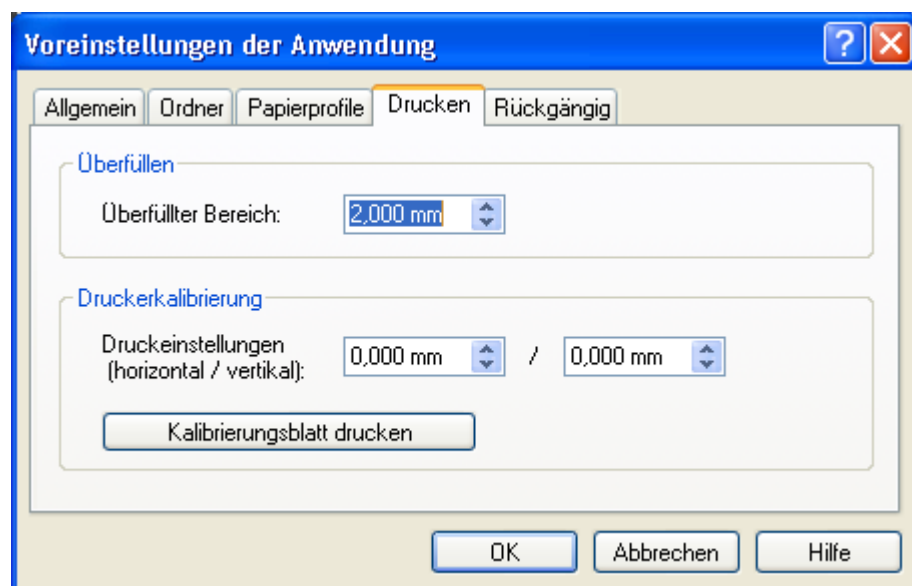 Voreinstellungen der Anwendung
Allgemein Ordner Papierprofile Drucken Rückgängig
Überfüllen
Überfüllter Bereich: 2,000 mm
Druckerkalibrierung
Druckeinstellungen
(horizontal / vertikal): 0,000 mm / 0,000 mm
Kalibrierungsblatt drucken
OK Abbrechen Hilfe